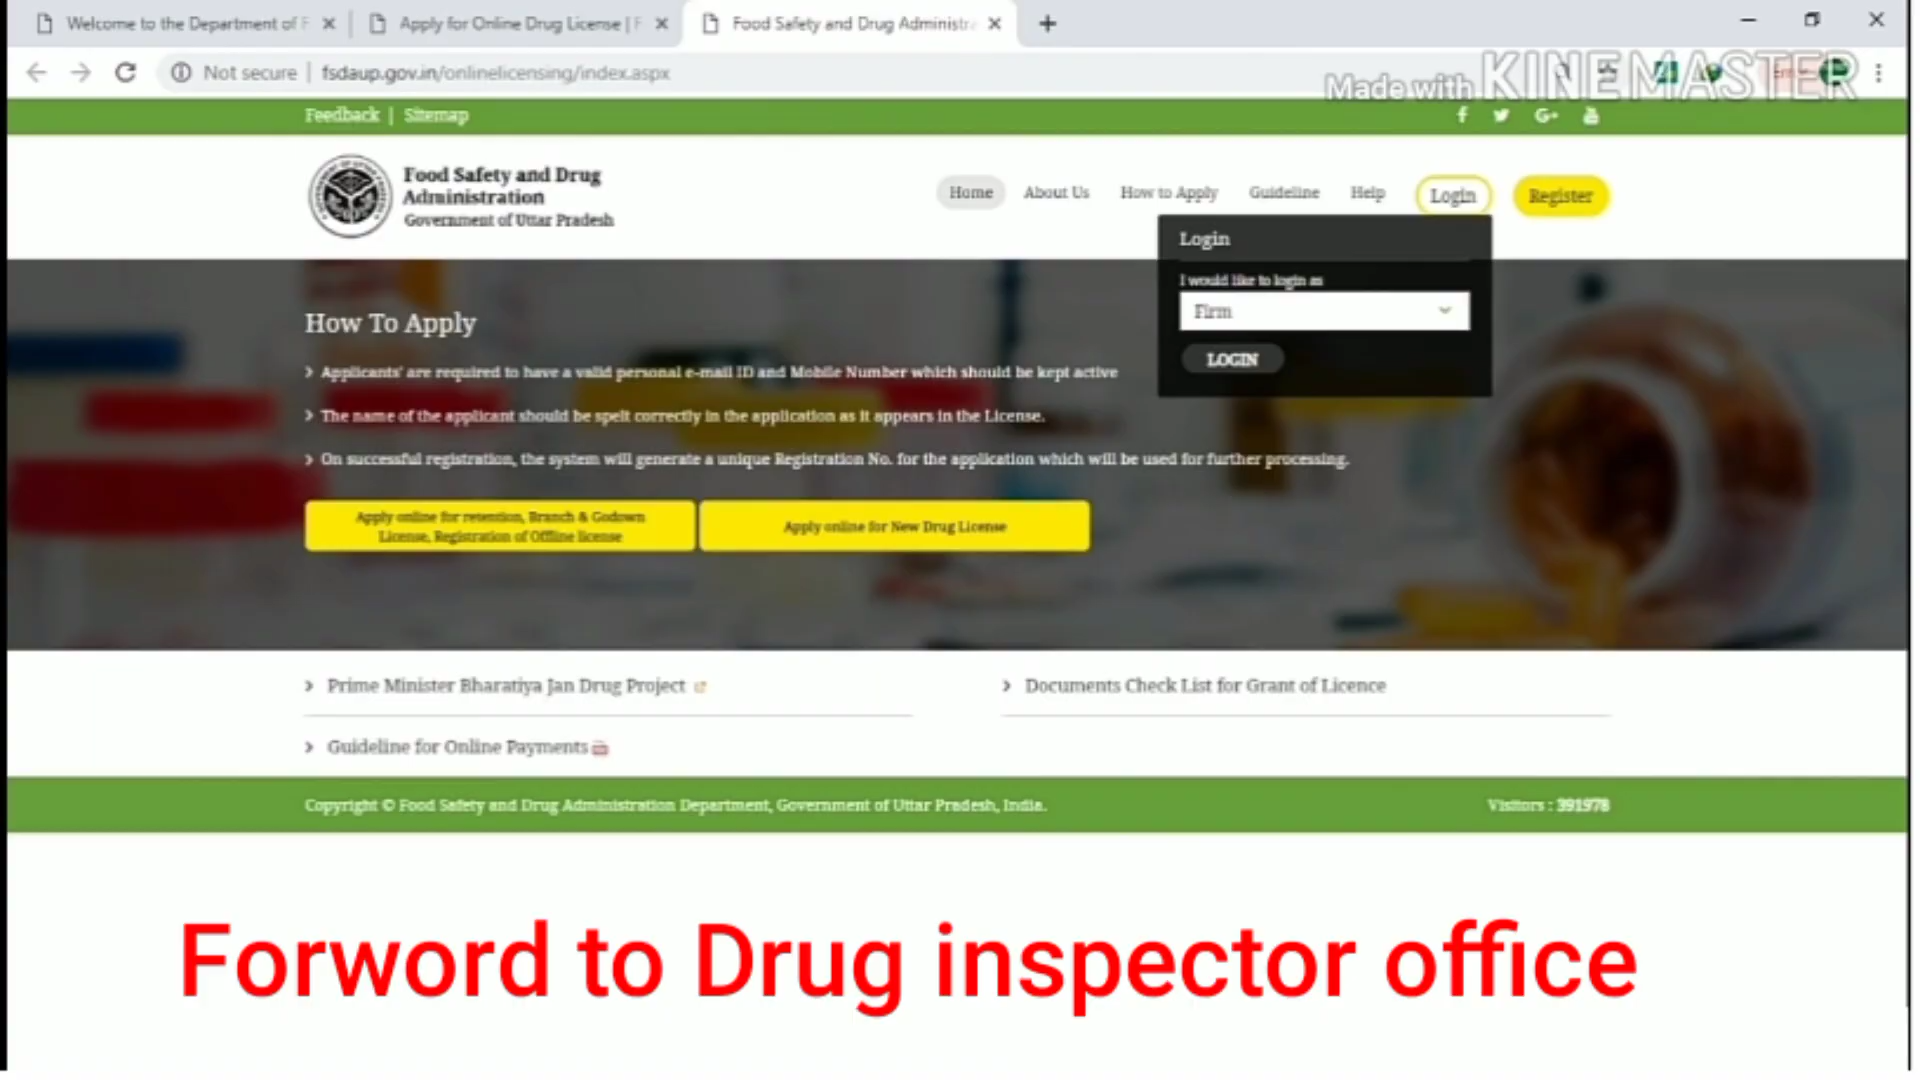 Welcome to the Department of F
Apply for Online Drug License | F
Food Safety and Drug Administra
Not secure | fsdaup.gov.in/onlinelicensing/index.aspx
Made with KINEMASTER
Feedback | Sitemap
Food Safety and Drug
Administration
Government of Uttar Pradesh
Home About Us How to Apply Guideline Help Login Register
Login
I would like to login as
Firm
LOGIN
How To Apply
Applicants' are required to have a valid personal e-mail ID and Mobile Number which should be kept active
The name of the applicant should be spelt correctly in the application as it appears in the License.
On successful registration, the system will generate a unique Registration No. for the application which will be used for further processing.
Apply online for retention, Branch & Godown
License, Registration of Offline license
Apply online for New Drug License
Prime Minister Bharatiya Jan Drug Project
Documents Check List for Grant of Licence
Guideline for Online Payments
Copyright © Food Safety and Drug Administration Department, Government of Uttar Pradesh, India.
Visitors : 391978
Forword to Drug inspector office